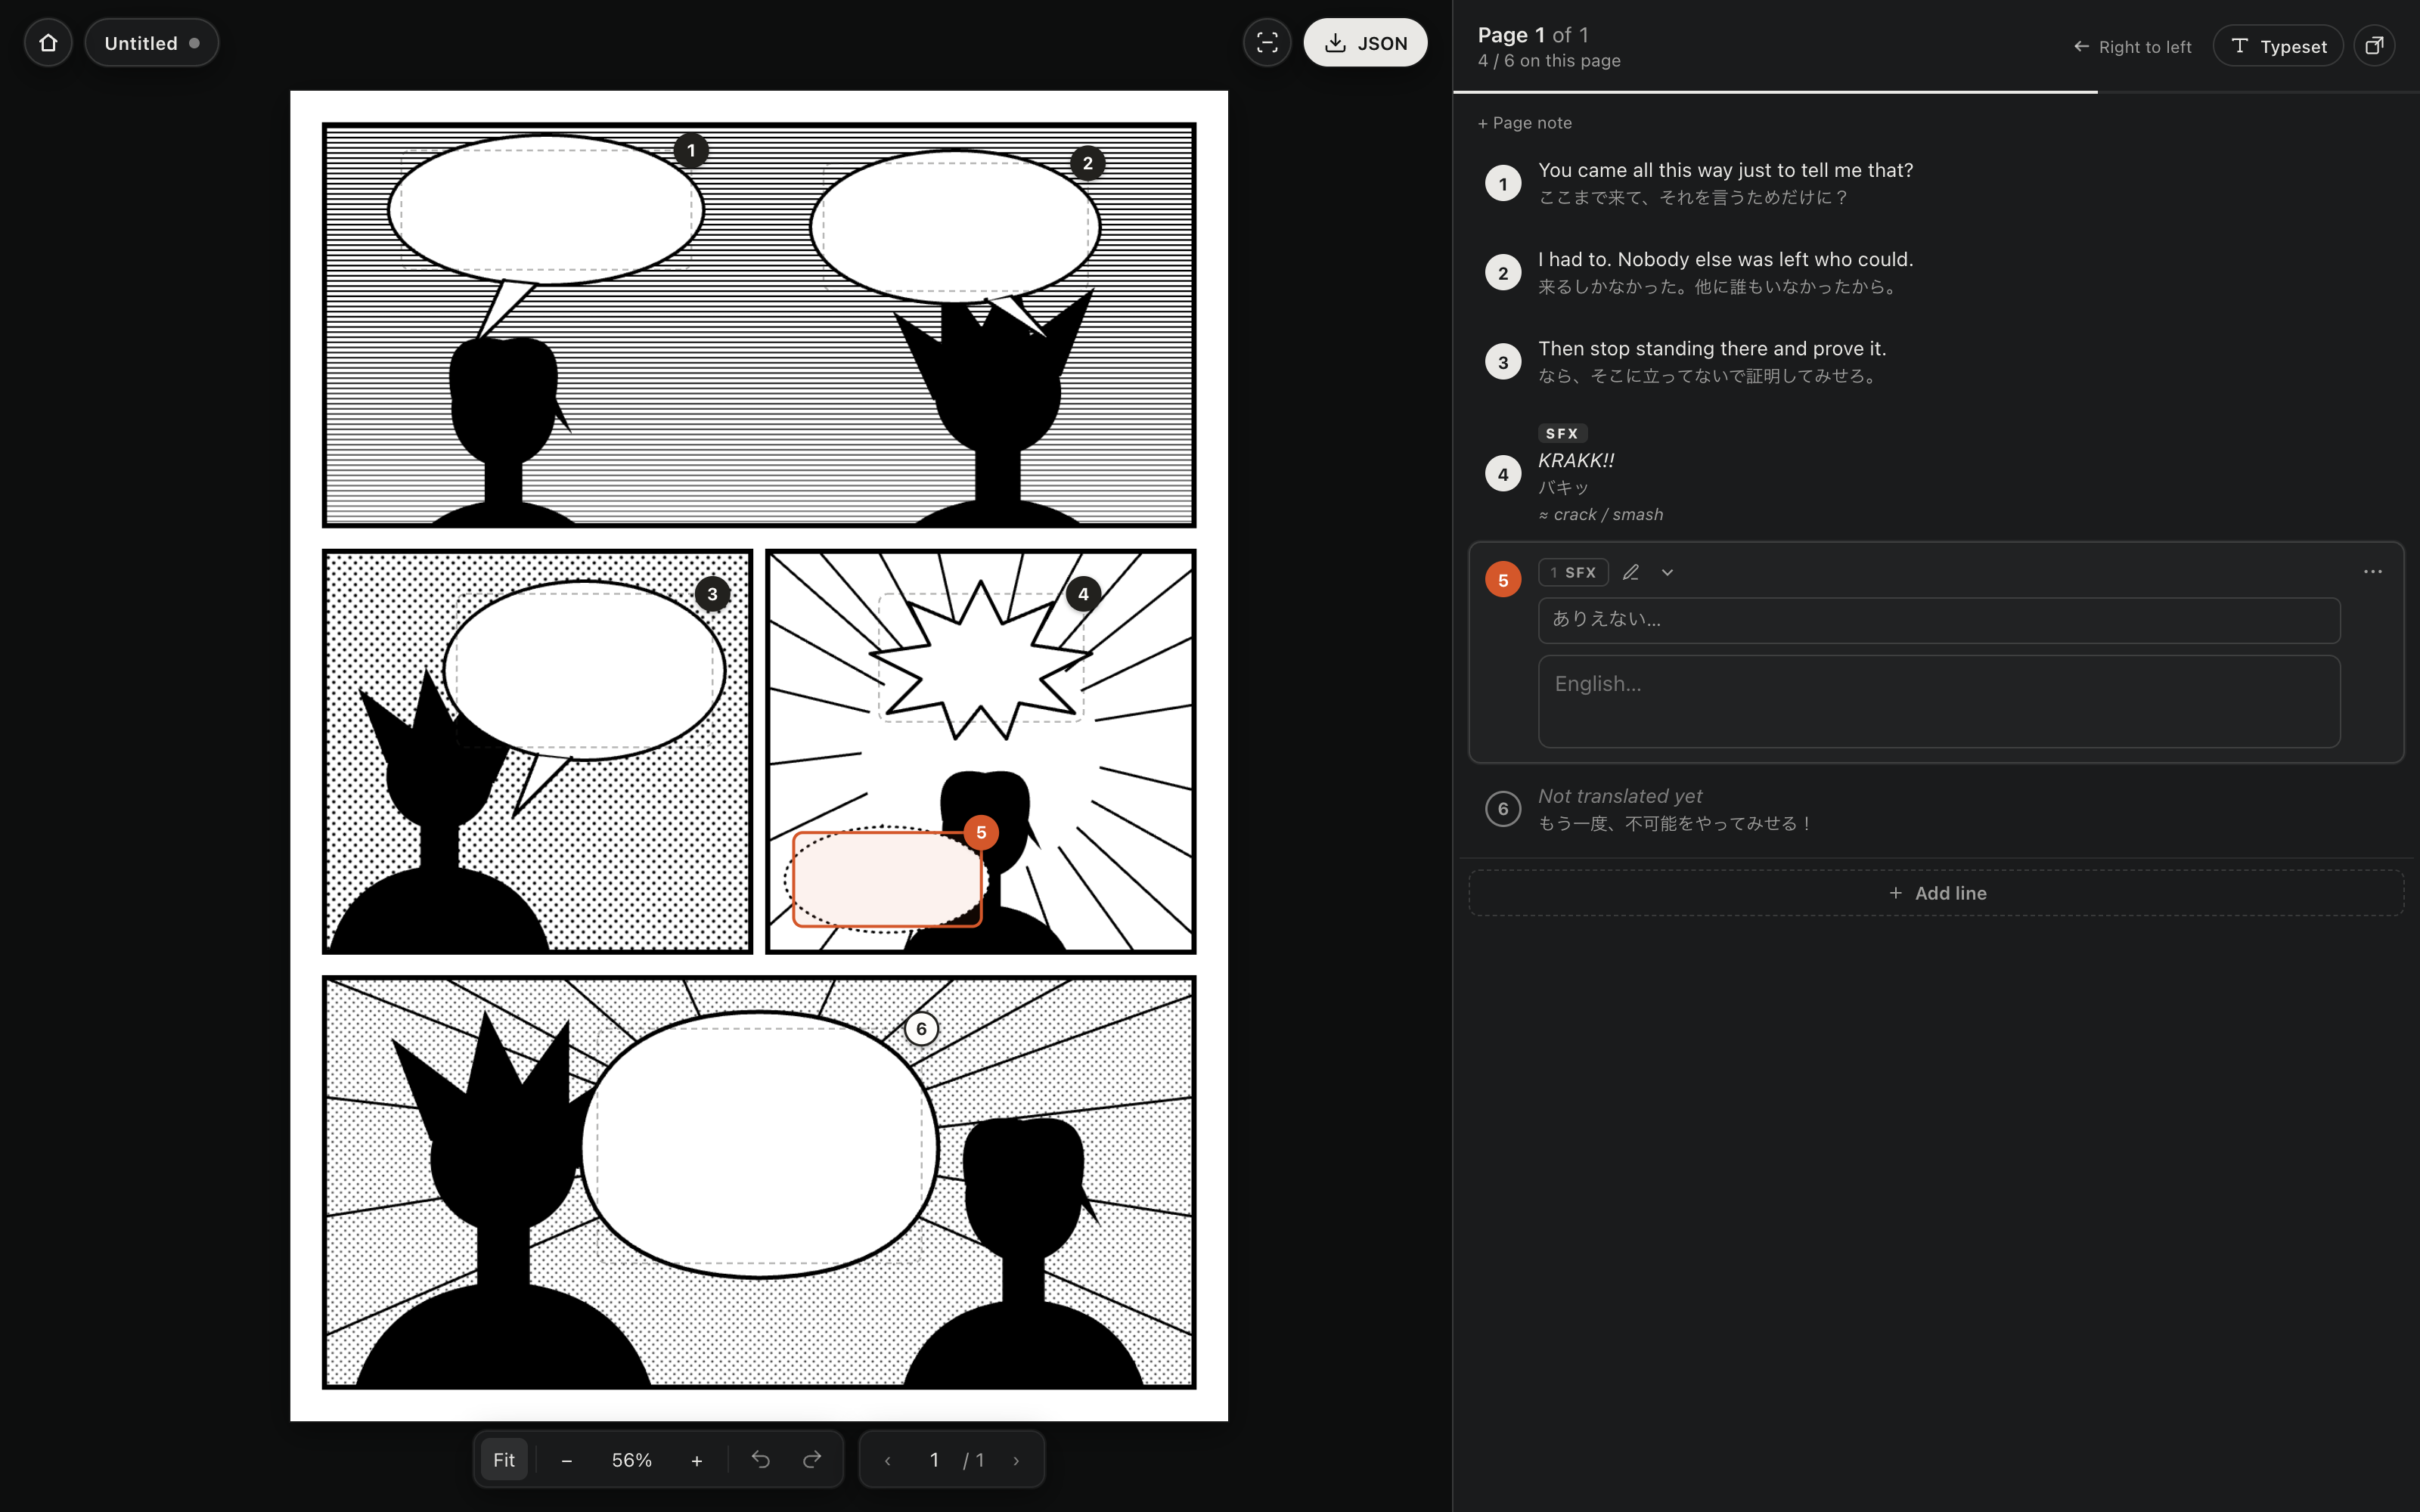 Untitled
JSON
1
2
3
4
5
6
Fit
−
56%
+
‹
1
/ 1
›
Page 1 of 1
4 / 6 on this page
Right to left
Typeset
+ Page note
1
You came all this way just to tell me that?
ここまで来て、それを言うためだけに？
2
I had to. Nobody else was left who could.
来るしかなかった。他に誰もいなかったから。
3
Then stop standing there and prove it.
なら、そこに立ってないで証明してみせろ。
SFX
4
KRAKK!!
バキッ
≈ crack / smash
5
1 SFX
ありえない…
English…
6
Not translated yet
もう一度、不可能をやってみせる！
+ Add line